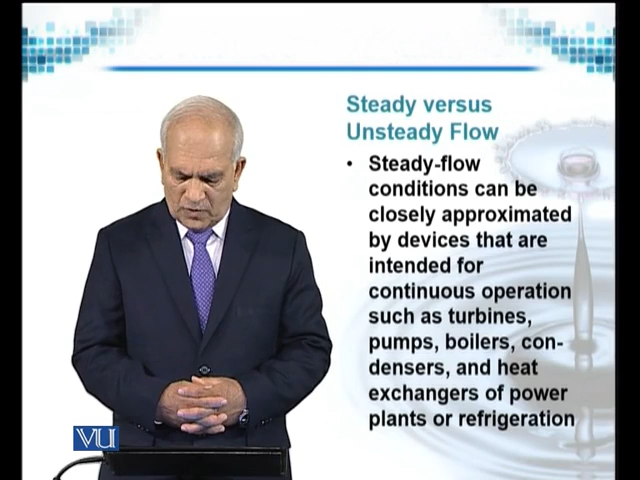 Steady versus
Unsteady Flow
• Steady-flow
conditions can be
closely approximated
by devices that are
intended for
continuous operation
such as turbines,
pumps, boilers, con-
densers, and heat
exchangers of power
plants or refrigeration
VU